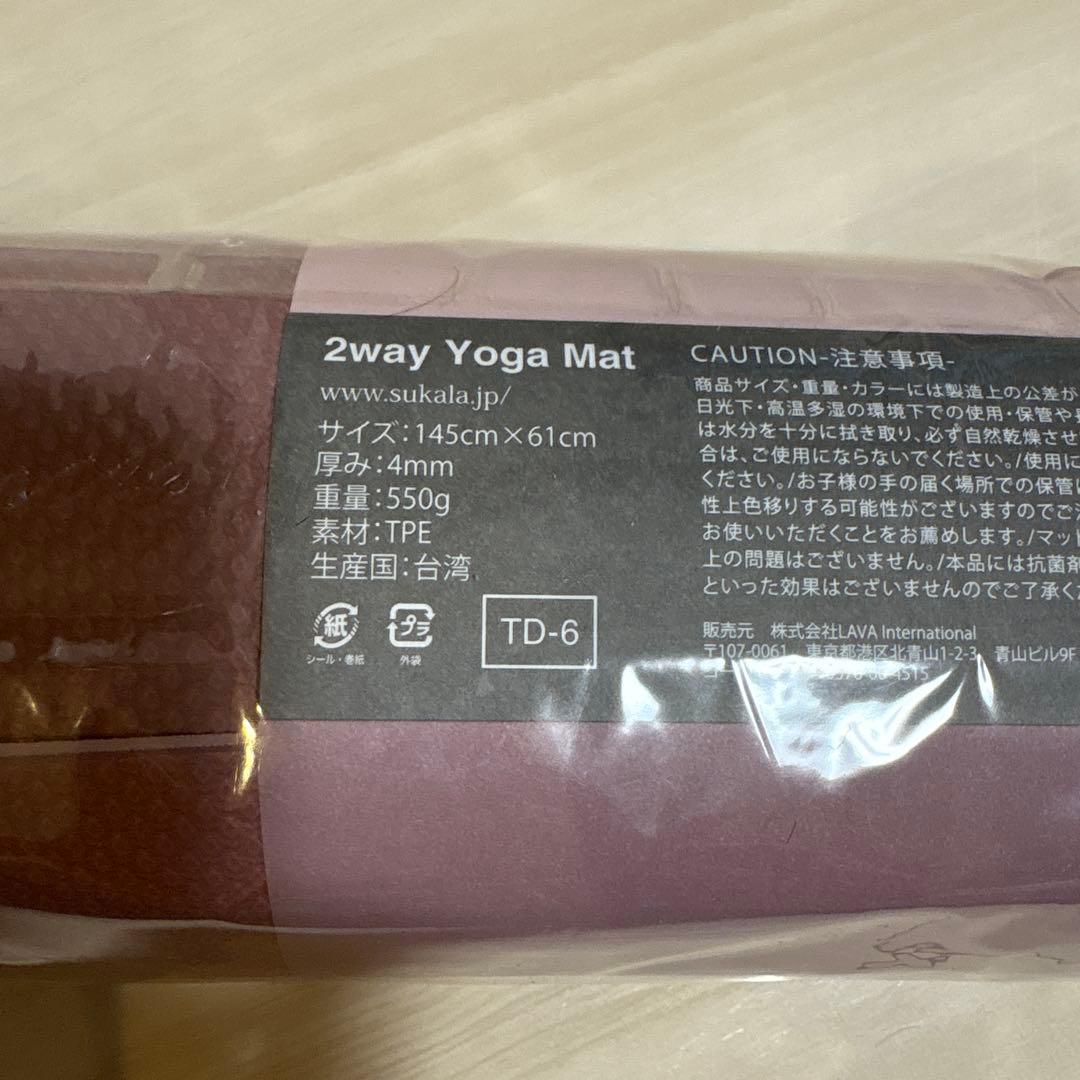 2way Yoga Mat
www.sukala.jp/
サイズ：145cm×61cm
厚み：4mm
重量：550g
素材：TPE
生産国：台湾
紙
シール・巻紙
プラ
外袋
TD-6
CAUTION-注意事項-
商品サイズ・重量・カラーには製造上の公差が
日光下・高温多湿の環境下での使用・保管や
は水分を十分に拭き取り、必ず自然乾燥させ
合は、ご使用にならないでください。/使用に
ください。/お子様の手の届く場所での保管
性上色移りする可能性がございますのでご
お使いいただくことをお薦めします。/マット
上の問題はございません。/本品には抗菌剤
といった効果はございませんのでご了承くだ
販売元 株式会社LAVA International
〒107-0061 東京都港区北青山1-2-3 青山ビル9F